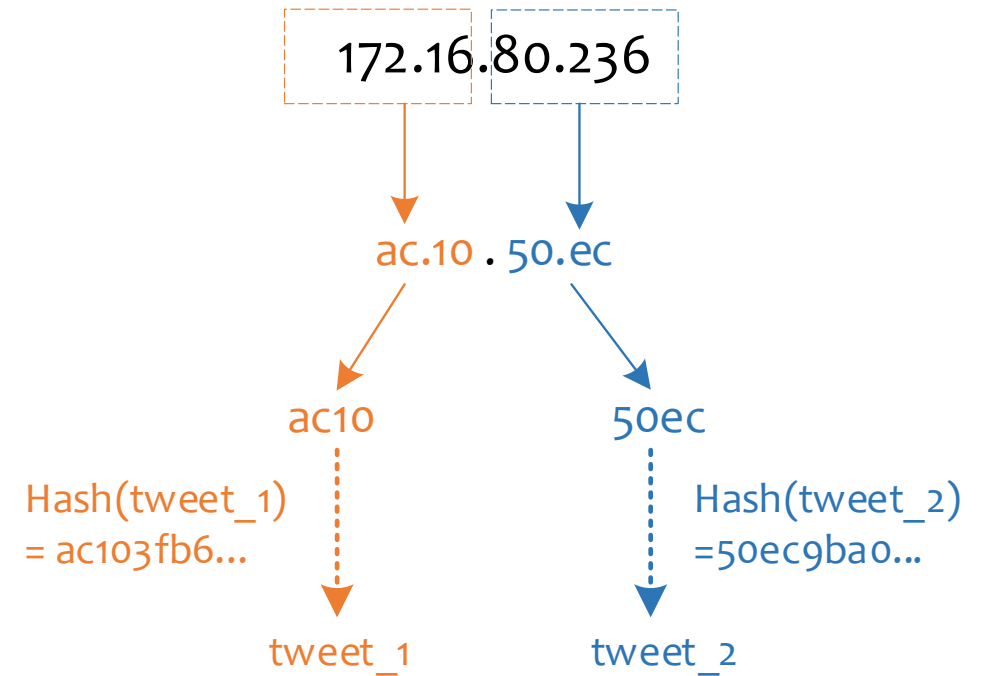 172.16.80.236
ac.10 . 50.ec
ac10
50ec
Hash(tweet_1)
= ac103fb6...
Hash(tweet_2)
=50ec9ba0...
tweet_1
tweet_2